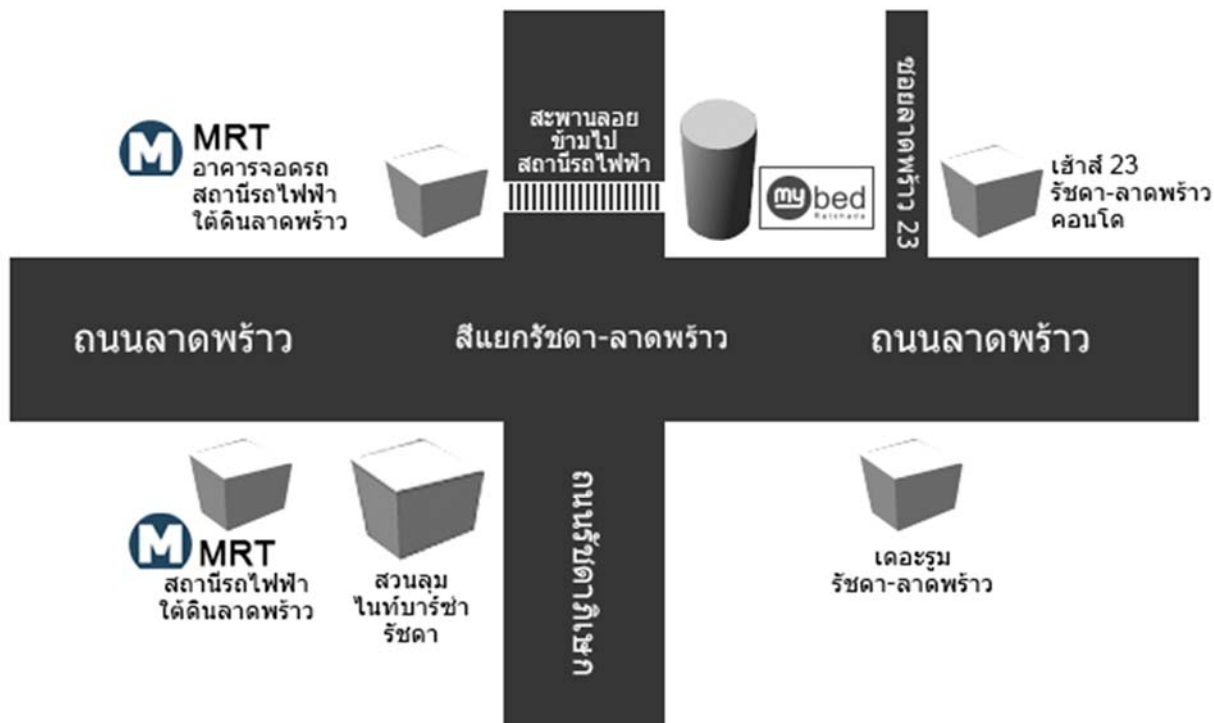 MRT
อาคารจอดรถ
สถานีรถไฟฟ้า
ใต้ดินลาดพร้าว
สะพานลอย
ข้ามไป
สถานีรถไฟฟ้า
my bed
Ratchada
ซอยลาดพร้าว 23
เฮ้าส์ 23
รัชดา-ลาดพร้าว
คอนโด
ถนนลาดพร้าว
สี่แยกรัชดา-ลาดพร้าว
ถนนลาดพร้าว
MRT
สถานีรถไฟฟ้า
ใต้ดินลาดพร้าว
สวนลุม
ไนท์บาร์ซ่า
รัชดา
ถนนรัชดาภิเษก
เดอะรูม
รัชดา-ลาดพร้าว